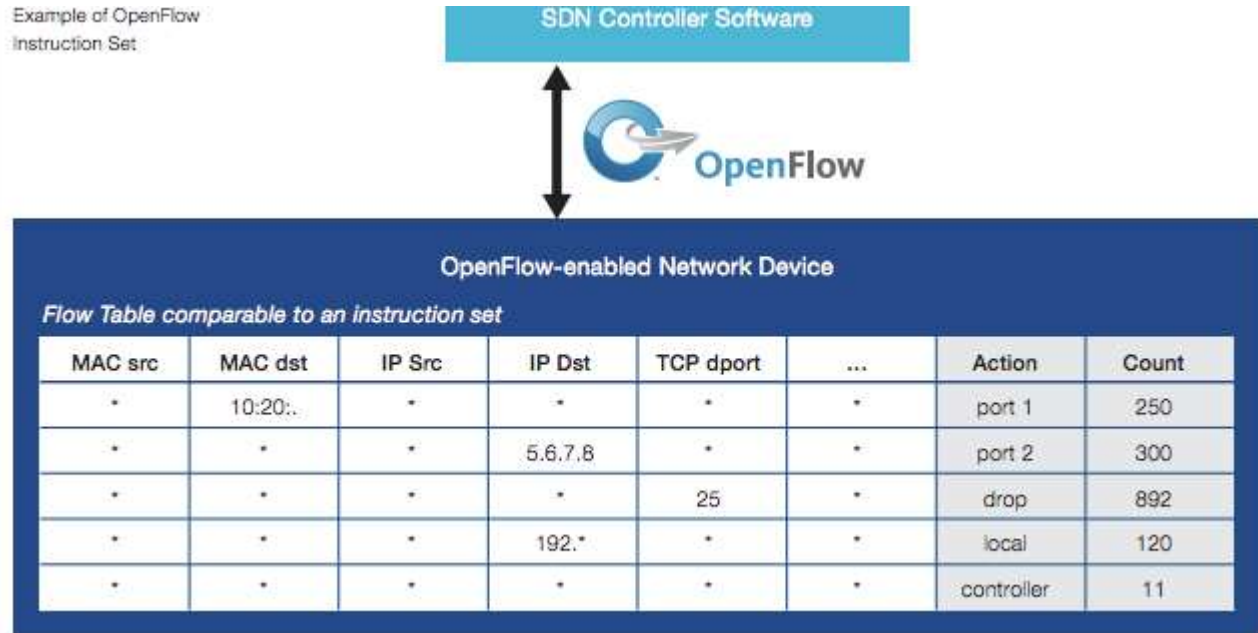 Example of OpenFlow
Instruction Set
SDN Controller Software
OpenFlow
OpenFlow-enabled Network Device
Flow Table comparable to an instruction set
MAC src MAC dst IP Src IP Dst TCP dport ... Action Count
* 10:20:. * * * * port 1 250
* * * 5.6.7.8 * * port 2 300
* * * * 25 * drop 892
* * * 192.* * * local 120
* * * * * * controller 11